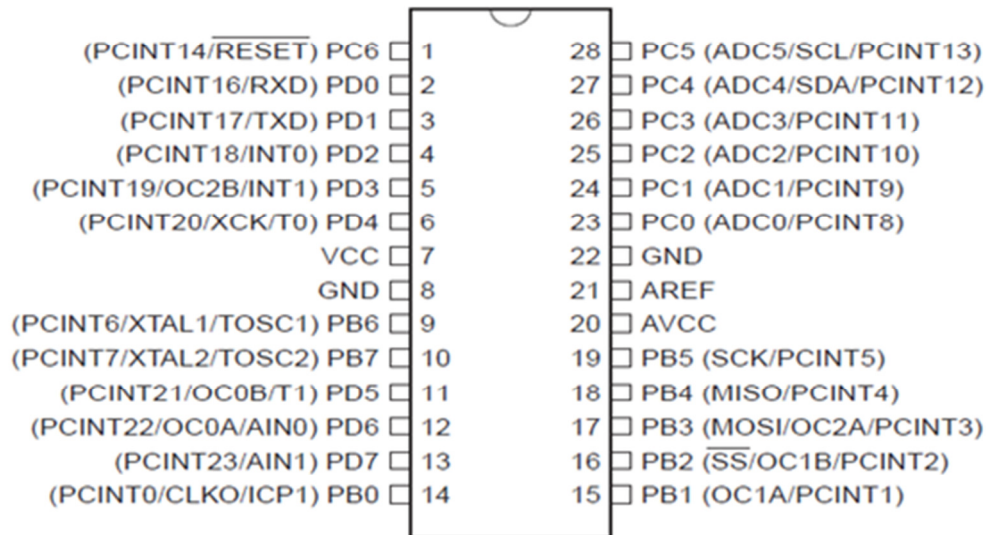 (PCINT14/RESET) PC6 1 28 PC5 (ADC5/SCL/PCINT13)
(PCINT16/RXD) PD0 2 27 PC4 (ADC4/SDA/PCINT12)
(PCINT17/TXD) PD1 3 26 PC3 (ADC3/PCINT11)
(PCINT18/INT0) PD2 4 25 PC2 (ADC2/PCINT10)
(PCINT19/OC2B/INT1) PD3 5 24 PC1 (ADC1/PCINT9)
(PCINT20/XCK/T0) PD4 6 23 PC0 (ADC0/PCINT8)
VCC 7 22 GND
GND 8 21 AREF
(PCINT6/XTAL1/TOSC1) PB6 9 20 AVCC
(PCINT7/XTAL2/TOSC2) PB7 10 19 PB5 (SCK/PCINT5)
(PCINT21/OC0B/T1) PD5 11 18 PB4 (MISO/PCINT4)
(PCINT22/OC0A/AIN0) PD6 12 17 PB3 (MOSI/OC2A/PCINT3)
(PCINT23/AIN1) PD7 13 16 PB2 (SS/OC1B/PCINT2)
(PCINT0/CLKO/ICP1) PB0 14 15 PB1 (OC1A/PCINT1)